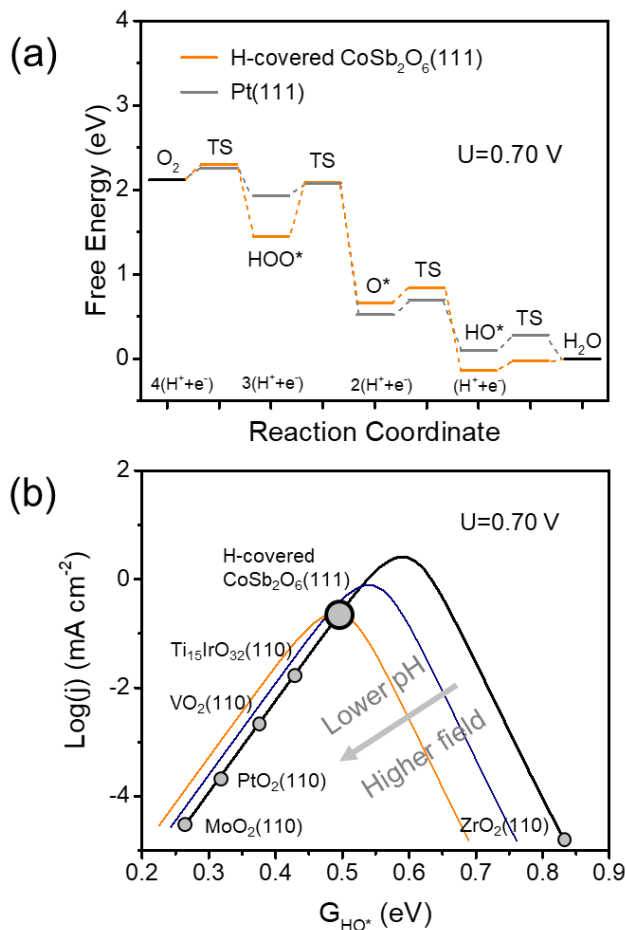 (a)
4
3
2
1
0
Free Energy (eV)
H-covered CoSb₂O₆(111)
Pt(111)
U=0.70 V
O₂
TS
HOO*
TS
O*
TS
HO*
TS
H₂O
4(H⁺+e⁻)
3(H⁺+e⁻)
2(H⁺+e⁻)
(H⁺+e⁻)
Reaction Coordinate
(b)
2
0
-2
-4
Log(j) (mA cm⁻²)
U=0.70 V
H-covered
CoSb₂O₆(111)
Ti₁₅IrO₃₂(110)
VO₂(110)
PtO₂(110)
MoO₂(110)
ZrO₂(110)
Lower pH
Higher field
0.2 0.3 0.4 0.5 0.6 0.7 0.8 0.9
G_HO* (eV)